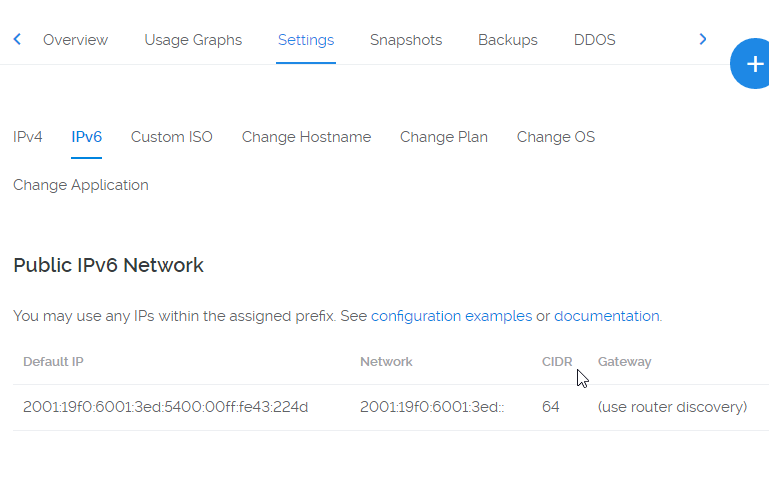 Overview Usage Graphs Settings Snapshots Backups DDOS
IPv4 IPv6 Custom ISO Change Hostname Change Plan Change OS
Change Application
Public IPv6 Network
You may use any IPs within the assigned prefix. See configuration examples or documentation.
Default IP Network CIDR Gateway
2001:19f0:6001:3ed:5400:00ff:fe43:224d 2001:19f0:6001:3ed:: 64 (use router discovery)